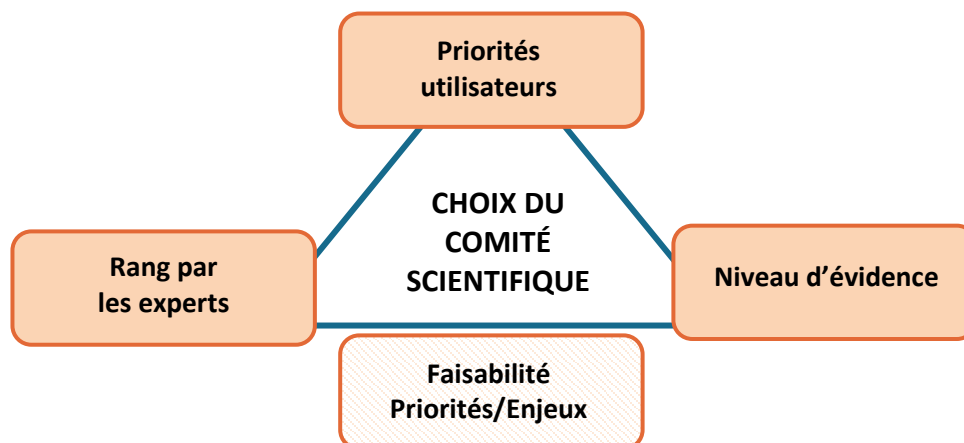 Priorités
utilisateurs
CHOIX DU
COMITÉ
SCIENTIFIQUE
Rang par
les experts
Niveau d’évidence
Faisabilité
Priorités/Enjeux